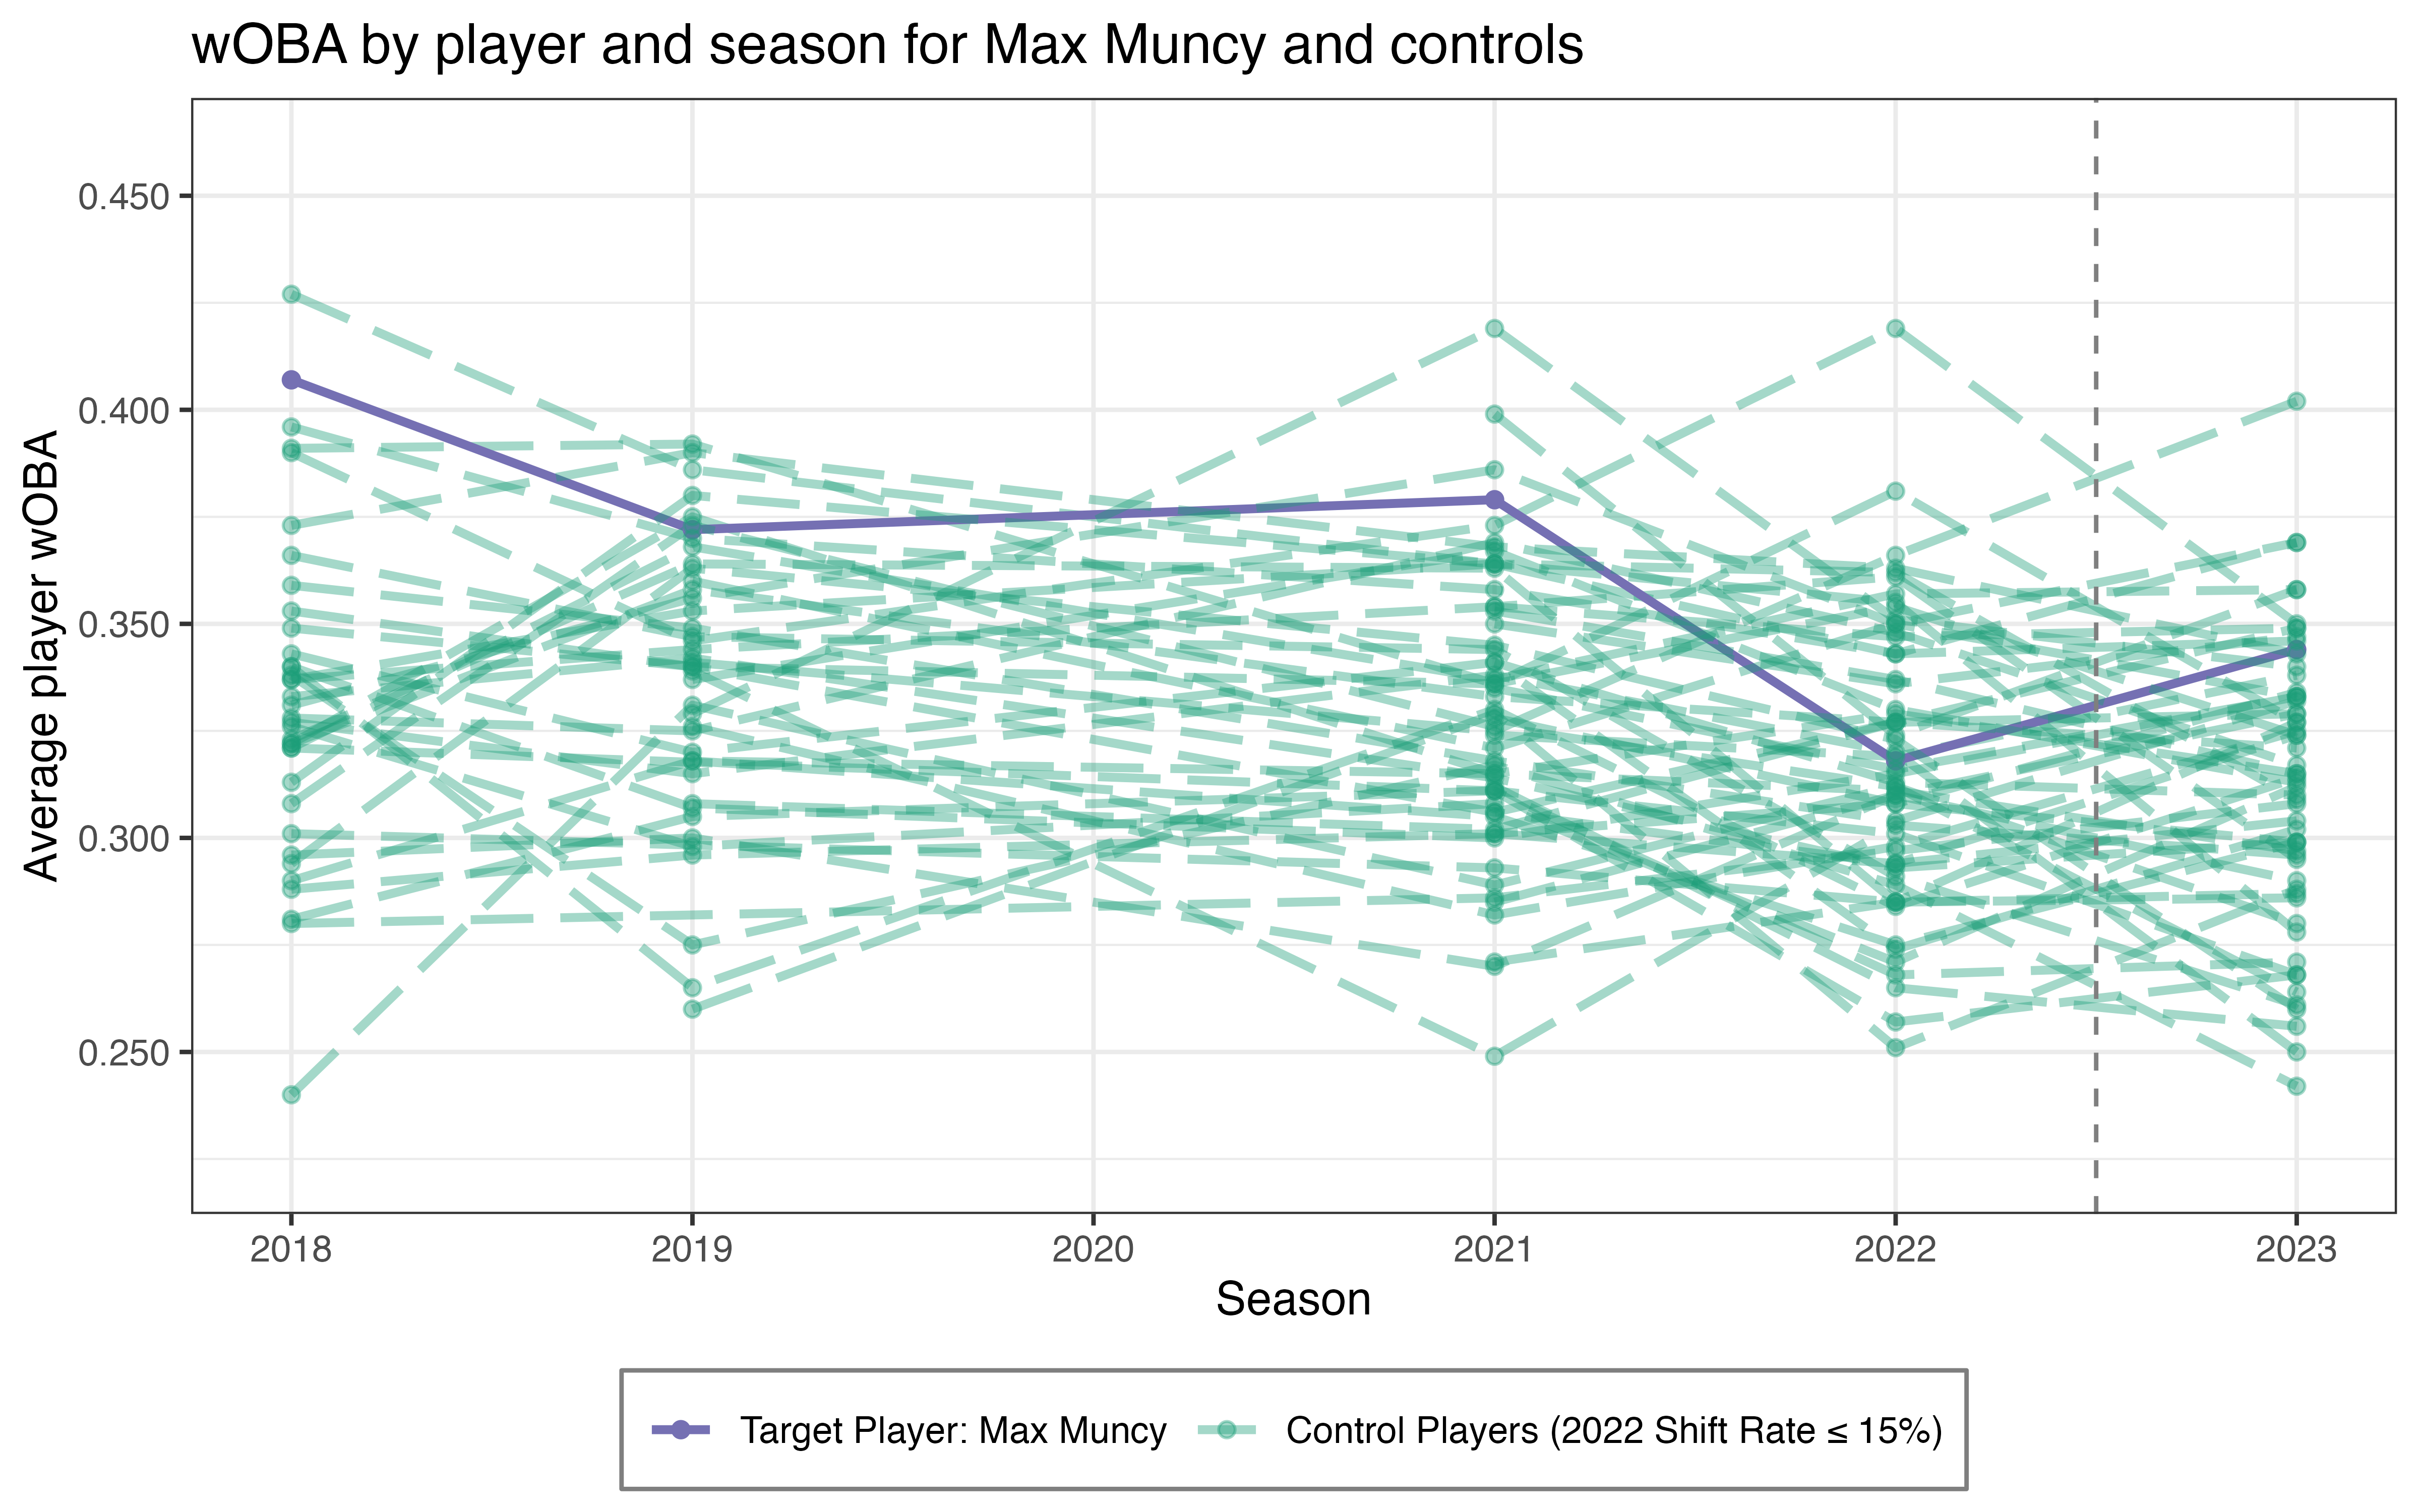 wOBA by player and season for Max Muncy and controls
Average player wOBA
0.450
0.400
0.350
0.300
0.250
2018 2019 2020 2021 2022 2023
Season
Target Player: Max Muncy Control Players (2022 Shift Rate ≤ 15%)